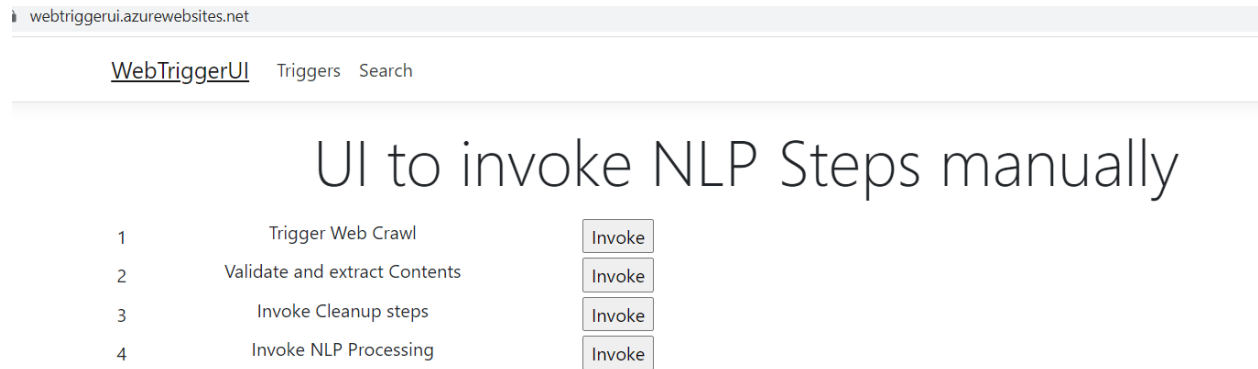 webtriggerui.azurewebsites.net
WebTriggerUI Triggers Search
UI to invoke NLP Steps manually
1 Trigger Web Crawl Invoke
2 Validate and extract Contents Invoke
3 Invoke Cleanup steps Invoke
4 Invoke NLP Processing Invoke